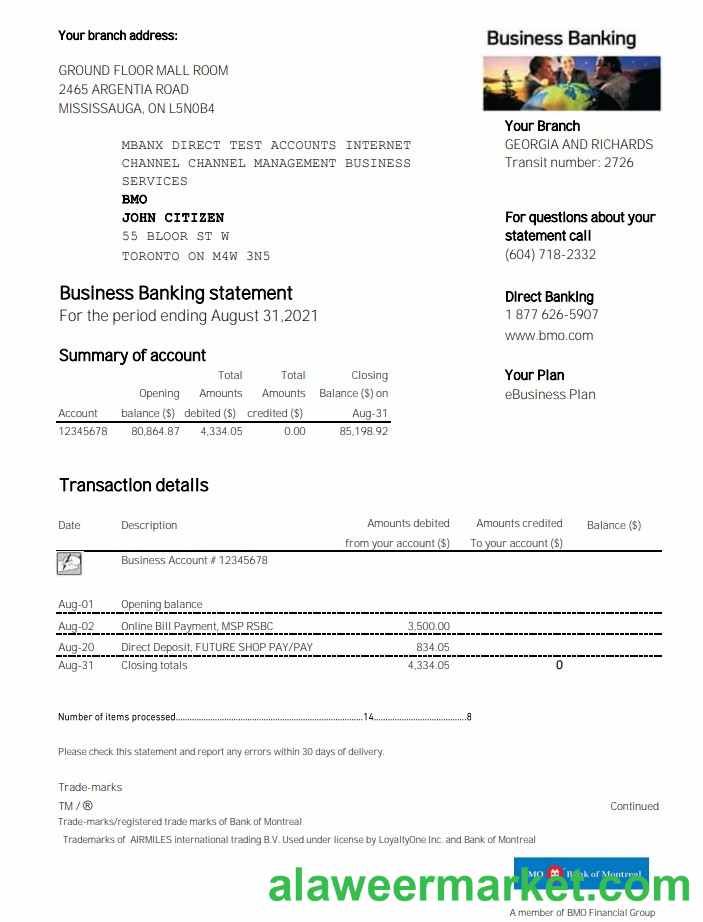 Your branch address:
Business Banking
GROUND FLOOR MALL ROOM
2465 ARGENTIA ROAD
MISSISSAUGA, ON L5N0B4
Your Branch
GEORGIA AND RICHARDS
Transit number: 2726
MBANX DIRECT TEST ACCOUNTS INTERNET
CHANNEL CHANNEL MANAGEMENT BUSINESS
SERVICES
BMO
JOHN CITIZEN
55 BLOOR ST W
TORONTO ON M4W 3N5
For questions about your
statement call
(604) 718-2332
Business Banking statement
For the period ending August 31,2021
Direct Banking
1 877 626-5907
www.bmo.com
Your Plan
eBusiness.Plan
Summary of account
Total Total Closing
Opening Amounts Amounts Balance ($) on
Account balance ($) debited ($) credited ($) Aug-31
12345678 80,864.87 4,334.05 0.00 85,198.92
Transaction details
Date Description Amounts debited Amounts credited Balance ($)
from your account ($) To your account ($)
Business Account # 12345678
Aug-01 Opening balance
Aug-02 Online Bill Payment, MSP RSBC 3,500.00
Aug-20 Direct Deposit, FUTURE SHOP PAY/PAY 834.05
Aug-31 Closing totals 4,334.05 0
Number of items processed................................................................................14........................................8
Please check this statement and report any errors within 30 days of delivery.
Trade-marks
TM / ® Continued
Trade-marks/registered trade marks of Bank of Montreal
Trademarks of AIRMILES international trading B.V. Used under license by LoyaltyOne Inc. and Bank of Montreal
BMO Bank of Montreal
alaweermarket.com
A member of BMO Financial Group